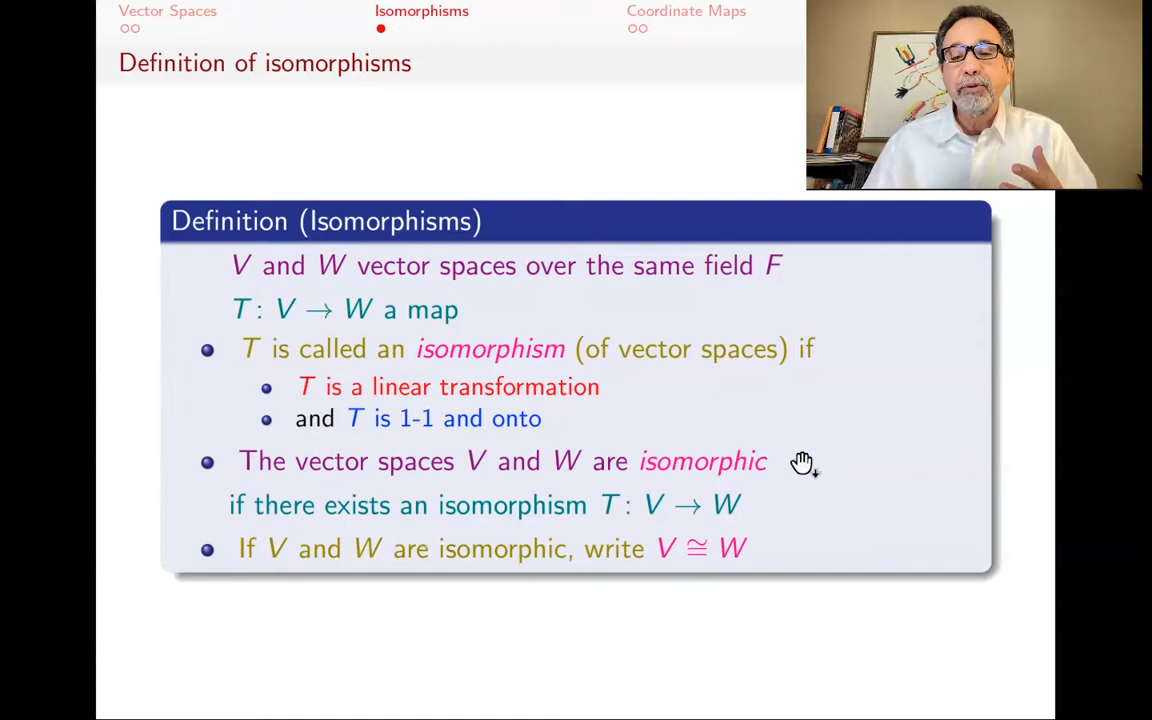 Vector Spaces
Isomorphisms
Coordinate Maps
Definition of isomorphisms
Definition (Isomorphisms)
V and W vector spaces over the same field F
T : V → W a map
T is called an isomorphism (of vector spaces) if
T is a linear transformation
and T is 1-1 and onto
The vector spaces V and W are isomorphic
if there exists an isomorphism T : V → W
If V and W are isomorphic, write V ≅ W